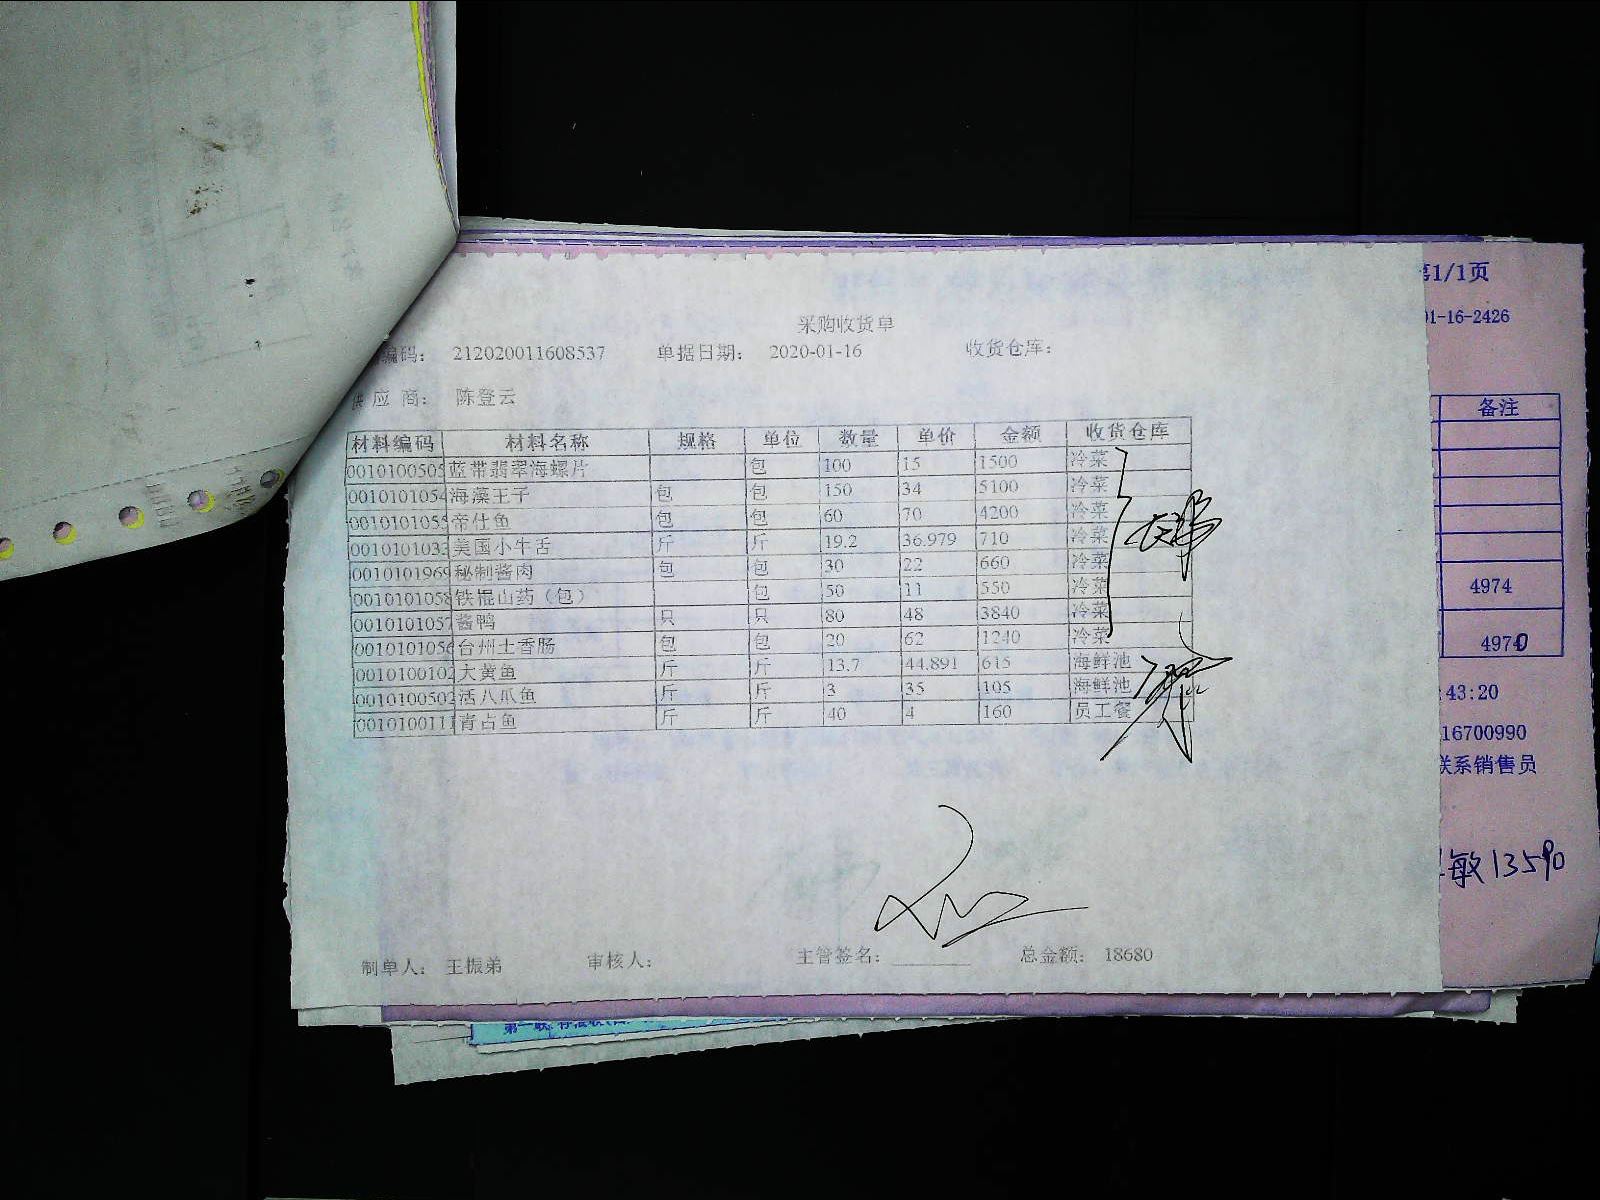 采购收货单
编码： 212020011608537 单据日期： 2020-01-16 收货仓库：
供 应 商： 陈登云
材料编码 材料名称 规格 单位 数量 单价 金额 收货仓库
0010100505 蓝带翡翠海螺片 包 100 15 1500 冷菜
0010101054 海藻王子 包 包 150 34 5100 冷菜
0010101055 帝仕鱼 包 包 60 70 4200 冷菜
0010101033 美国小牛舌 斤 斤 19.2 36.979 710 冷菜
0010101969 秘制酱肉 包 包 30 22 660 冷菜
0010101058 铁棍山药（包） 包 50 11 550 冷菜
0010101057 酱鸭 只 只 80 48 3840 冷菜
0010101056 台州土香肠 包 包 20 62 1240 冷菜
0010100102 大黄鱼 斤 斤 13.7 44.891 615 海鲜池
0010100502 活八爪鱼 斤 斤 3 35 105 海鲜池
0010100111 青占鱼 斤 斤 40 4 160 员工餐
制单人： 王振弟 审核人： 主管签名： 总金额： 18680
第1/1页
01-16-2426
备注
4974
4970
:43:20
16700990
联系销售员
敏13590